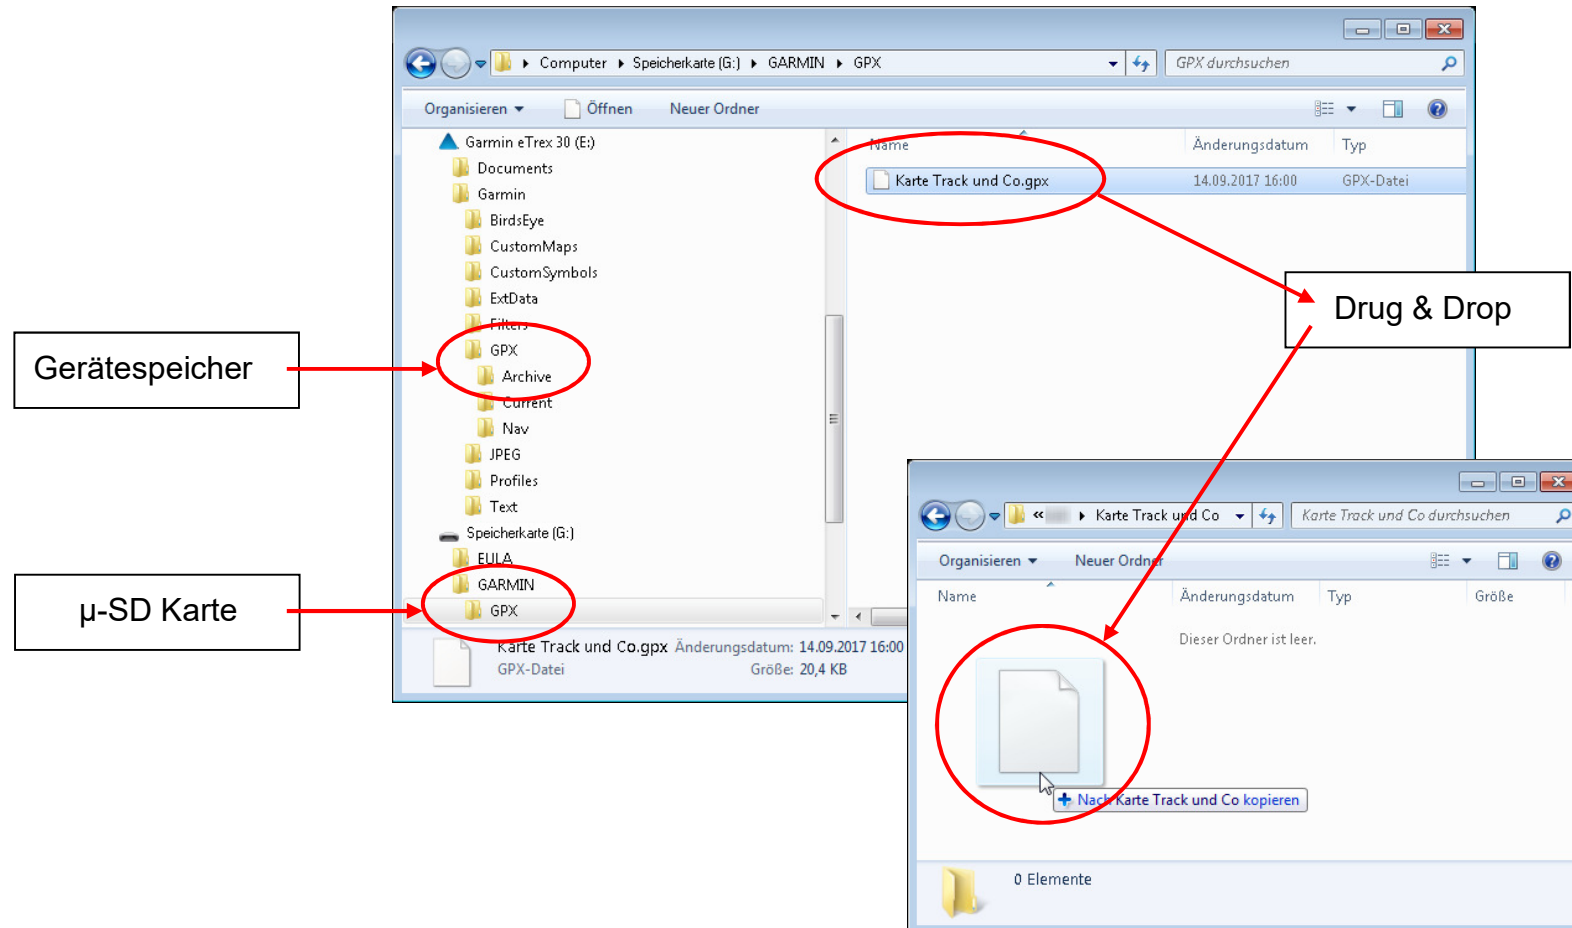 Computer Speicherkarte (G:) GARMIN GPX
GPX durchsuchen
Organisieren Öffnen Neuer Ordner
Garmin eTrex 30 (E:)
Documents
Garmin
BirdsEye
CustomMaps
CustomSymbols
ExtData
Filters
GPX
Archive
Current
Nav
JPEG
Profiles
Text
Speicherkarte (G:)
EULA
GARMIN
GPX
Name Änderungsdatum Typ
Karte Track und Co.gpx 14.09.2017 16:00 GPX-Datei
Karte Track und Co.gpx Änderungsdatum: 14.09.2017 16:00
GPX-Datei Größe: 20,4 KB
Gerätespeicher
µ-SD Karte
Drug & Drop
« Karte Track und Co
Karte Track und Co durchsuchen
Organisieren Neuer Ordner
Name Änderungsdatum Typ Größe
Dieser Ordner ist leer.
Nach Karte Track und Co kopieren
0 Elemente